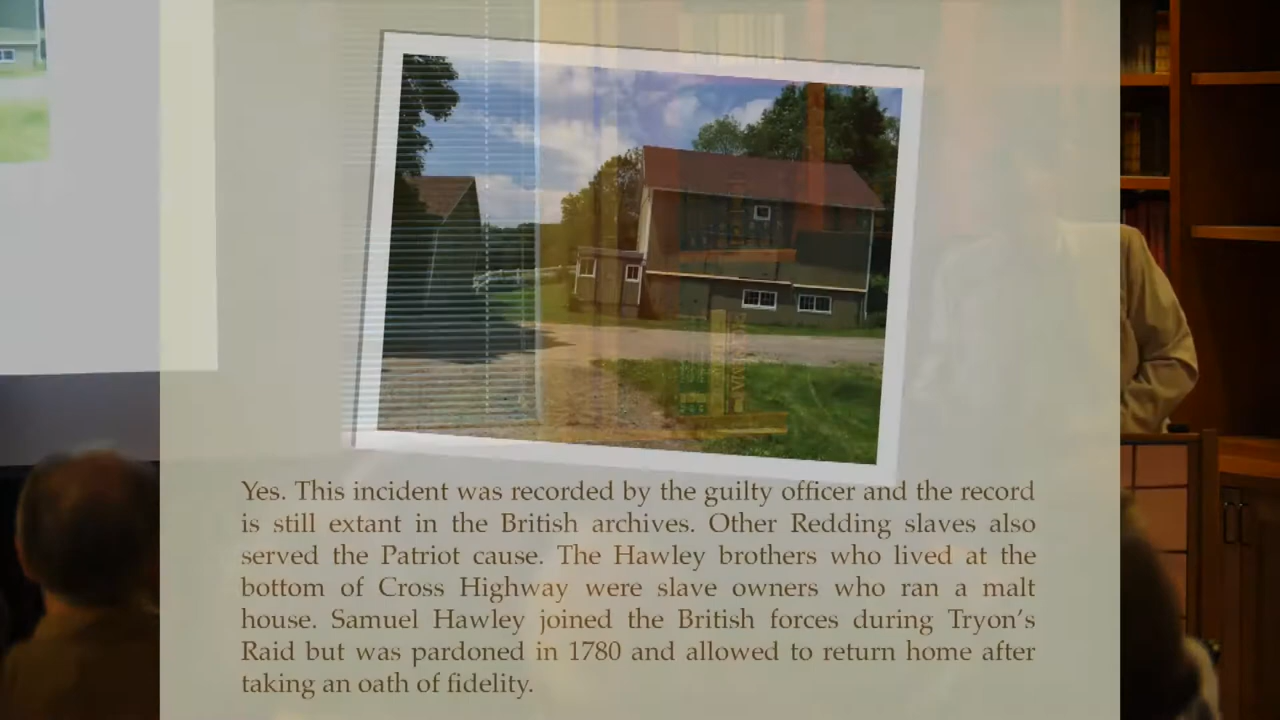 Yes. This incident was recorded by the guilty officer and the record
is still extant in the British archives. Other Redding slaves also
served the Patriot cause. The Hawley brothers who lived at the
bottom of Cross Highway were slave owners who ran a malt
house. Samuel Hawley joined the British forces during Tryon's
Raid but was pardoned in 1780 and allowed to return home after
taking an oath of fidelity.